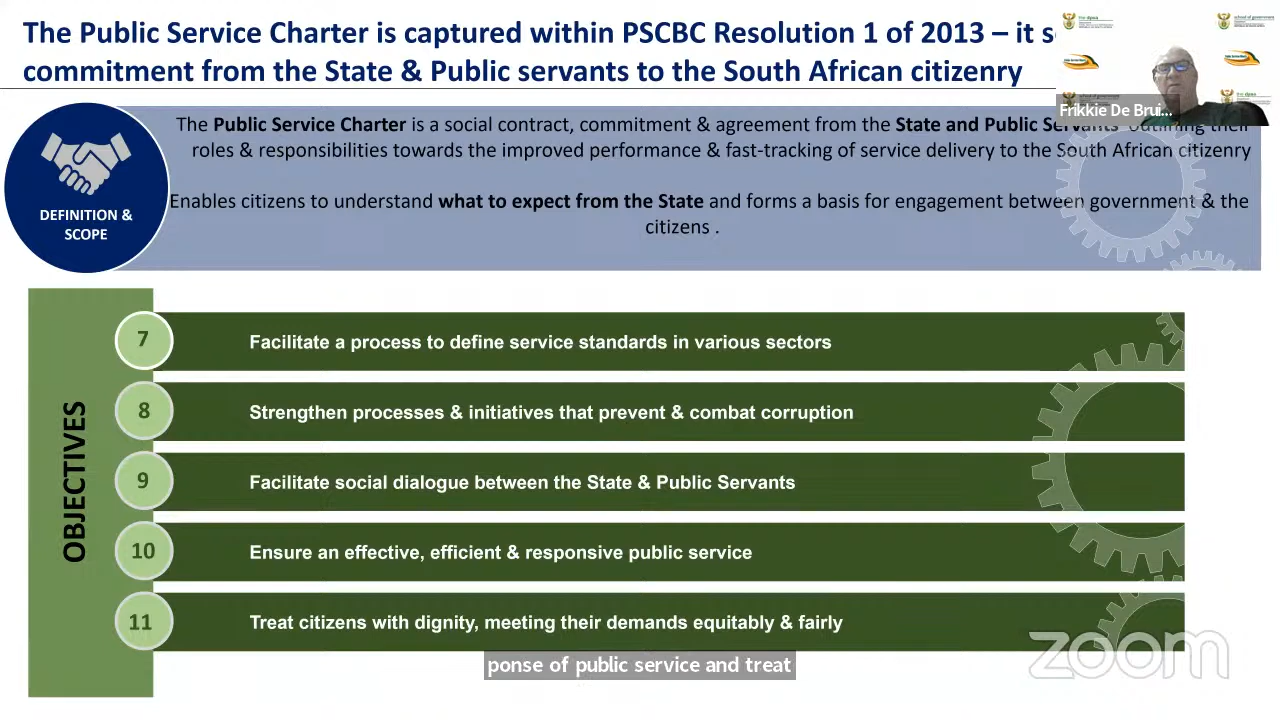 The Public Service Charter is captured within PSCBC Resolution 1 of 2013 – it s
commitment from the State & Public servants to the South African citizenry
Frikkie De Brui...
The Public Service Charter is a social contract, commitment & agreement from the State and Public Servants outlining their
roles & responsibilities towards the improved performance & fast-tracking of service delivery to the South African citizenry
Enables citizens to understand what to expect from the State and forms a basis for engagement between government & the
citizens .
DEFINITION &
SCOPE
OBJECTIVES
7 Facilitate a process to define service standards in various sectors
8 Strengthen processes & initiatives that prevent & combat corruption
9 Facilitate social dialogue between the State & Public Servants
10 Ensure an effective, efficient & responsive public service
11 Treat citizens with dignity, meeting their demands equitably & fairly
ponse of public service and treat
zoom